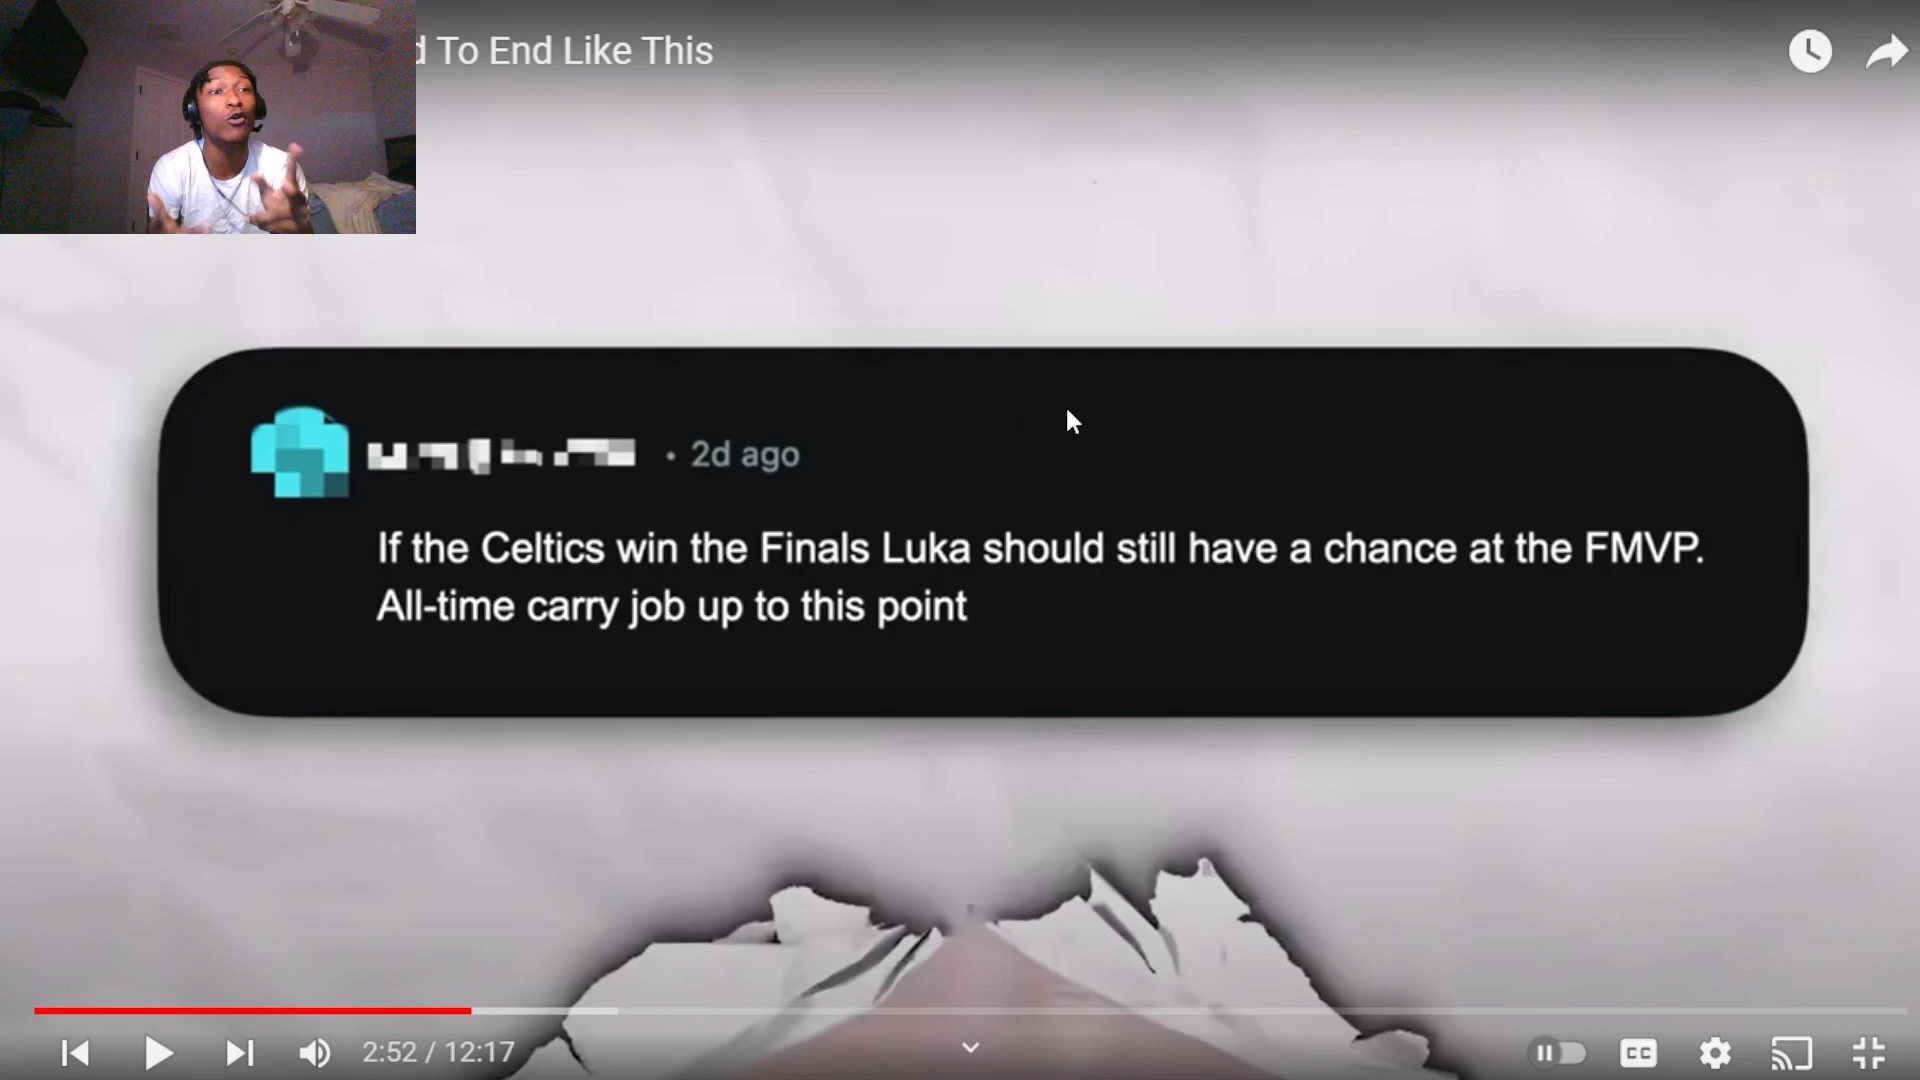 d To End Like This
• 2d ago
If the Celtics win the Finals Luka should still have a chance at the FMVP.
All-time carry job up to this point
2:52 / 12:17
CC